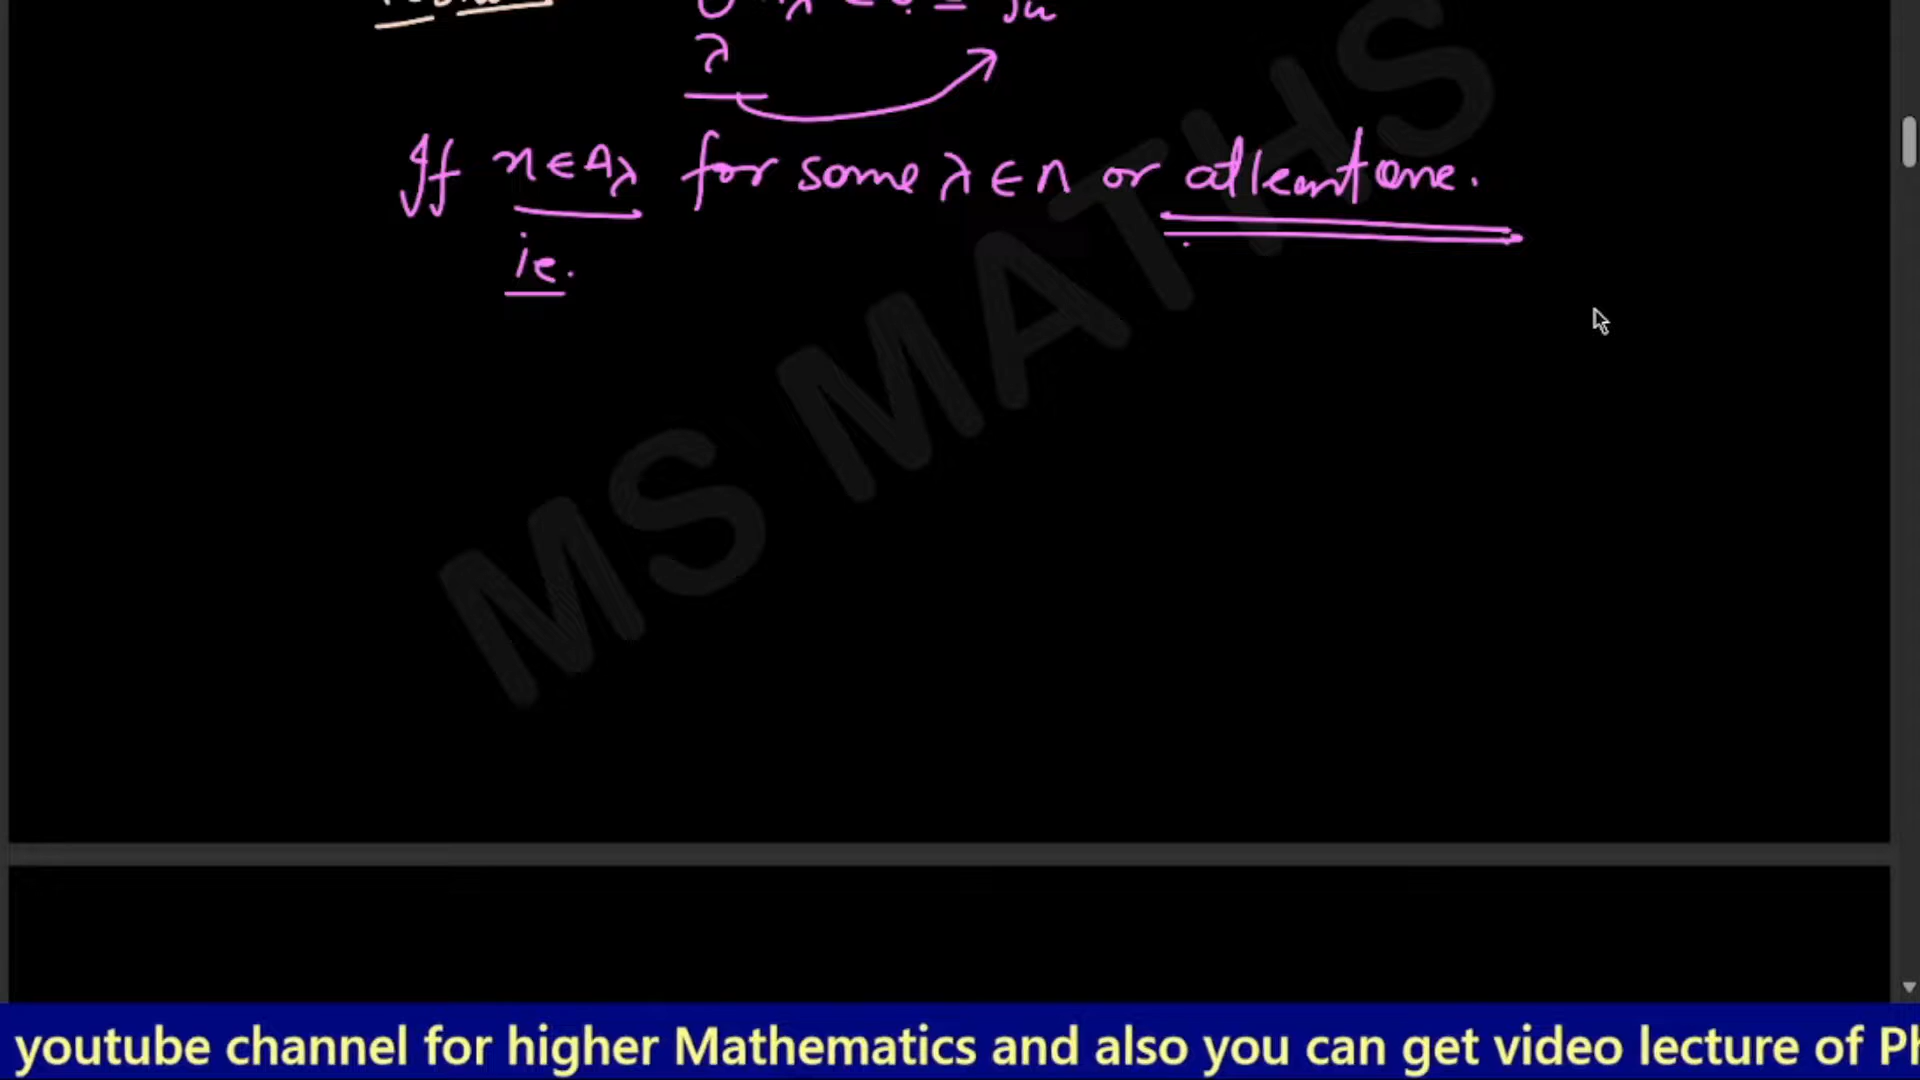 λ
If x ∈ Aλ for some λ ∈ Λ or atleast one.
ie.
MS MATHS
youtube channel for higher Mathematics and also you can get video lecture of Ph